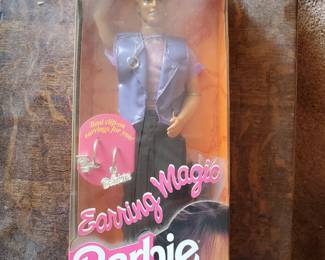 Real clip-on
earrings for you!
Earring Magic
Barbie